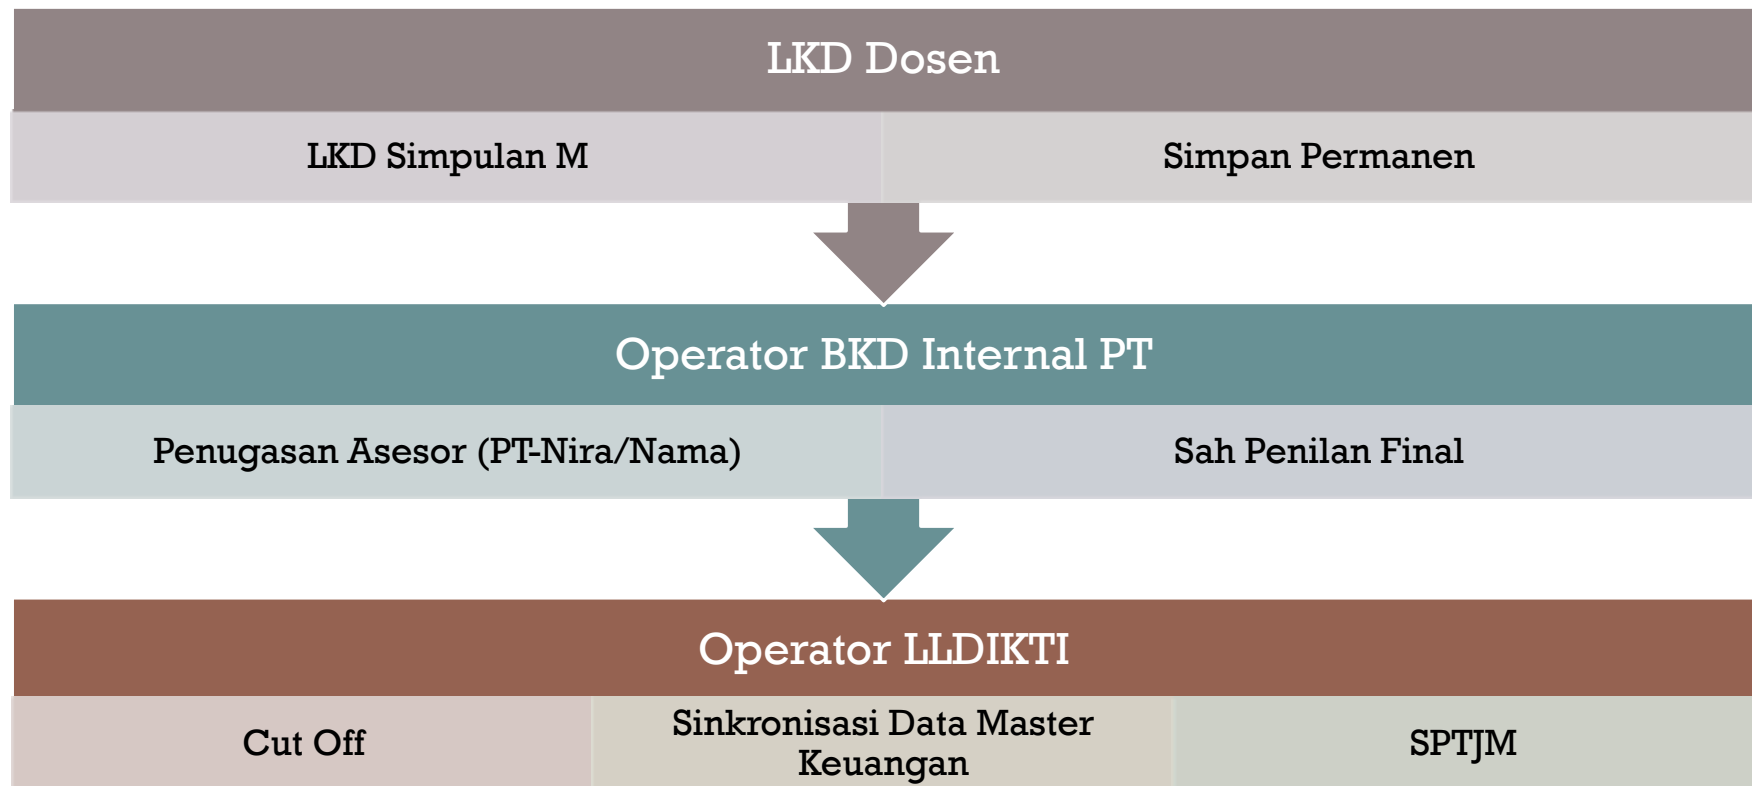 LKD Dosen
LKD Simpulan M
Simpan Permanen
Operator BKD Internal PT
Penugasan Asesor (PT-Nira/Nama)
Sah Penilan Final
Operator LLDIKTI
Cut Off
Sinkronisasi Data Master
Keuangan
SPTJM